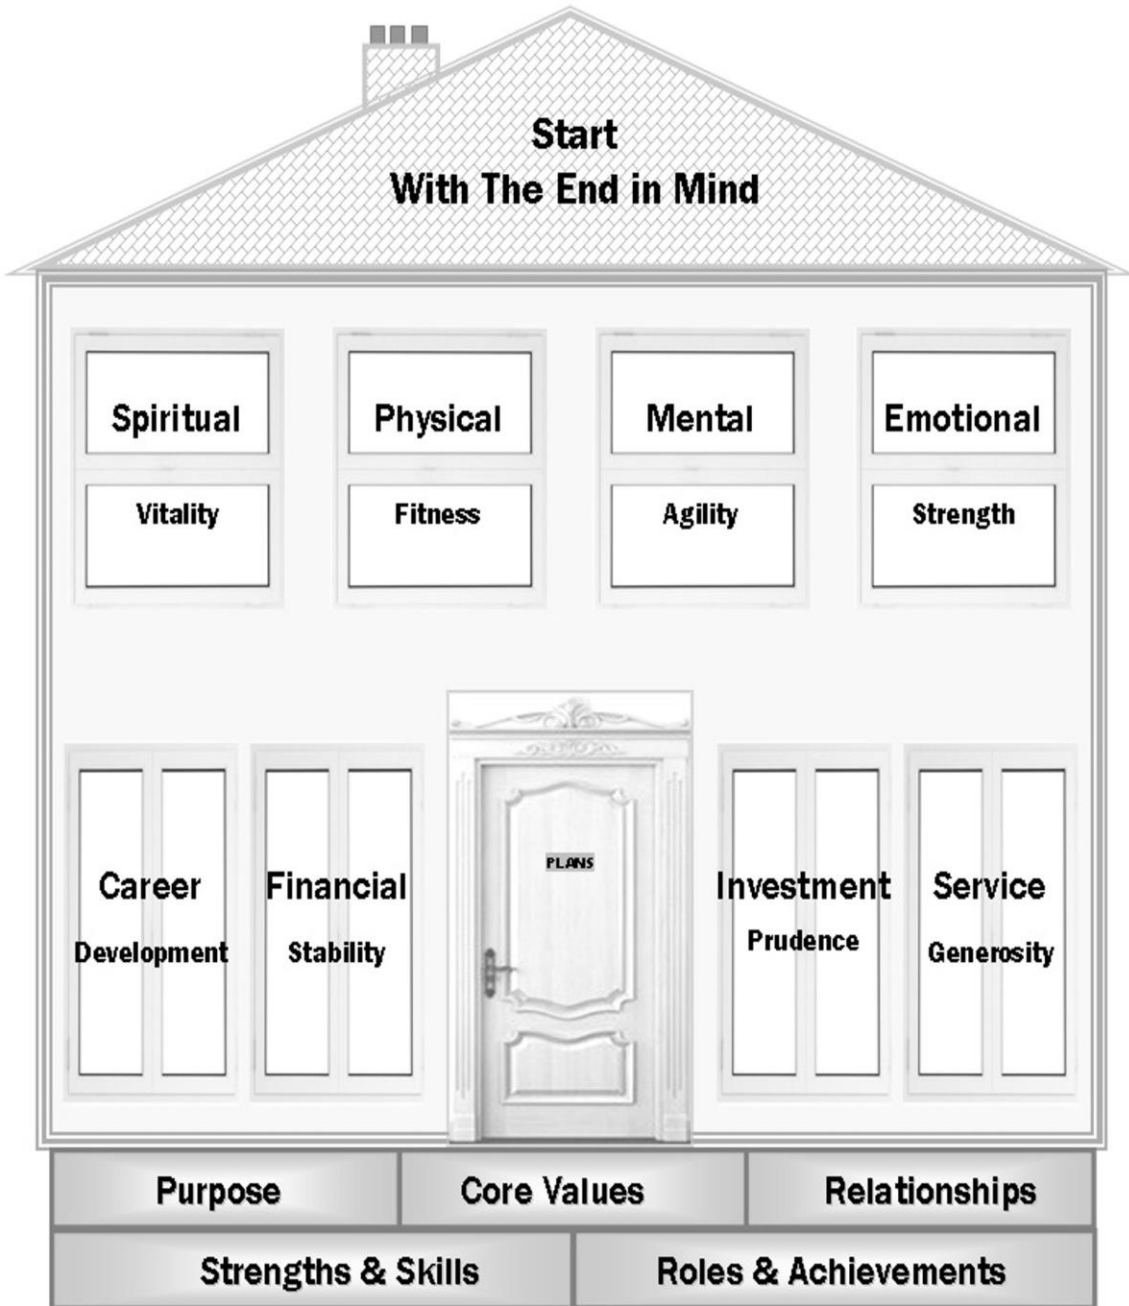 Start
With The End in Mind
Spiritual
Vitality
Physical
Fitness
Mental
Agility
Emotional
Strength
Career
Development
Financial
Stability
PLANS
Investment
Prudence
Service
Generosity
Purpose
Core Values
Relationships
Strengths & Skills
Roles & Achievements